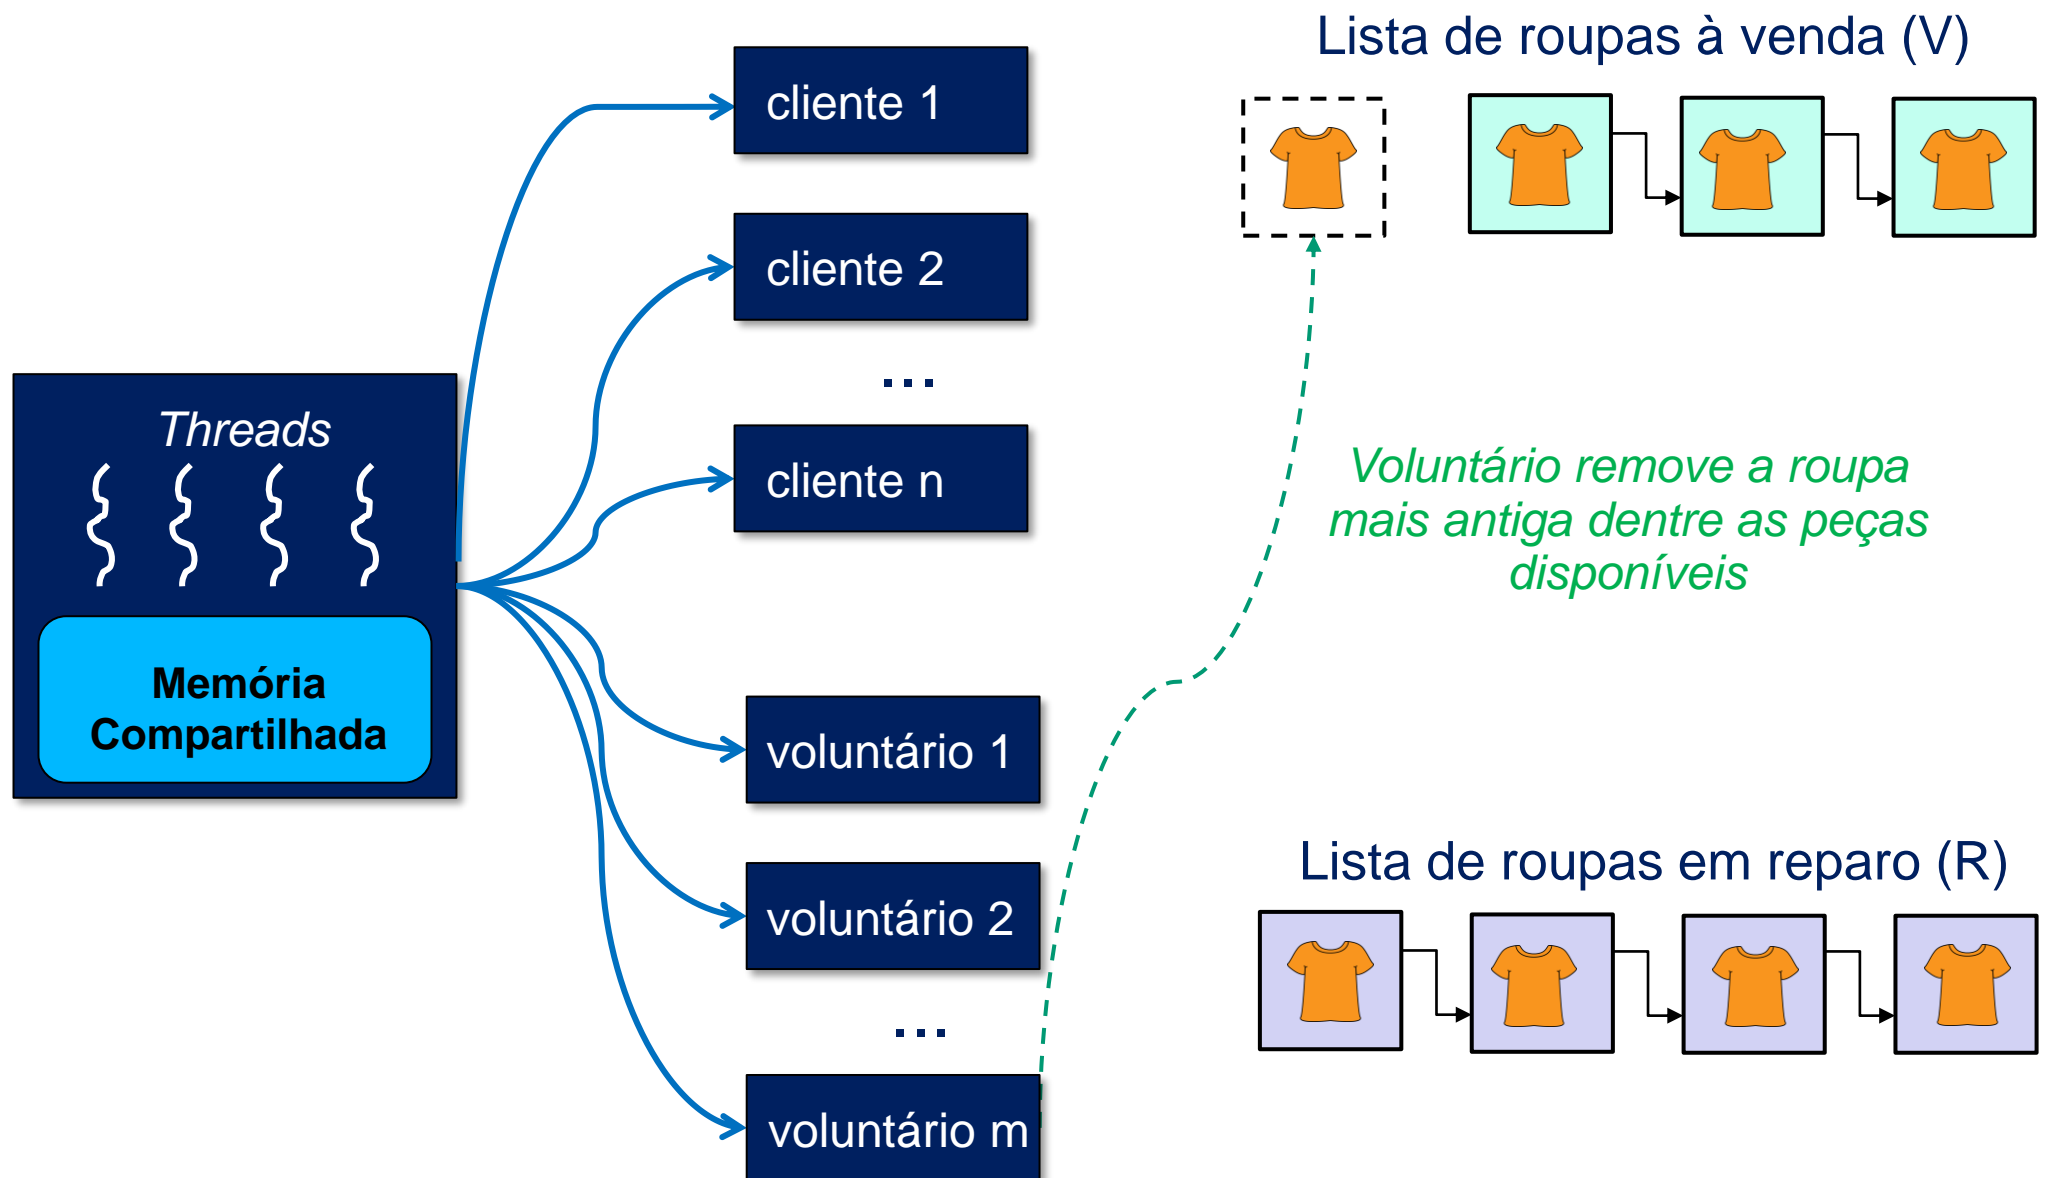 Lista de roupas à venda (V)
cliente 1
cliente 2
...
cliente n
Threads
Memória
Compartilhada
Voluntário remove a roupa
mais antiga dentre as peças
disponíveis
voluntário 1
voluntário 2
...
voluntário m
Lista de roupas em reparo (R)